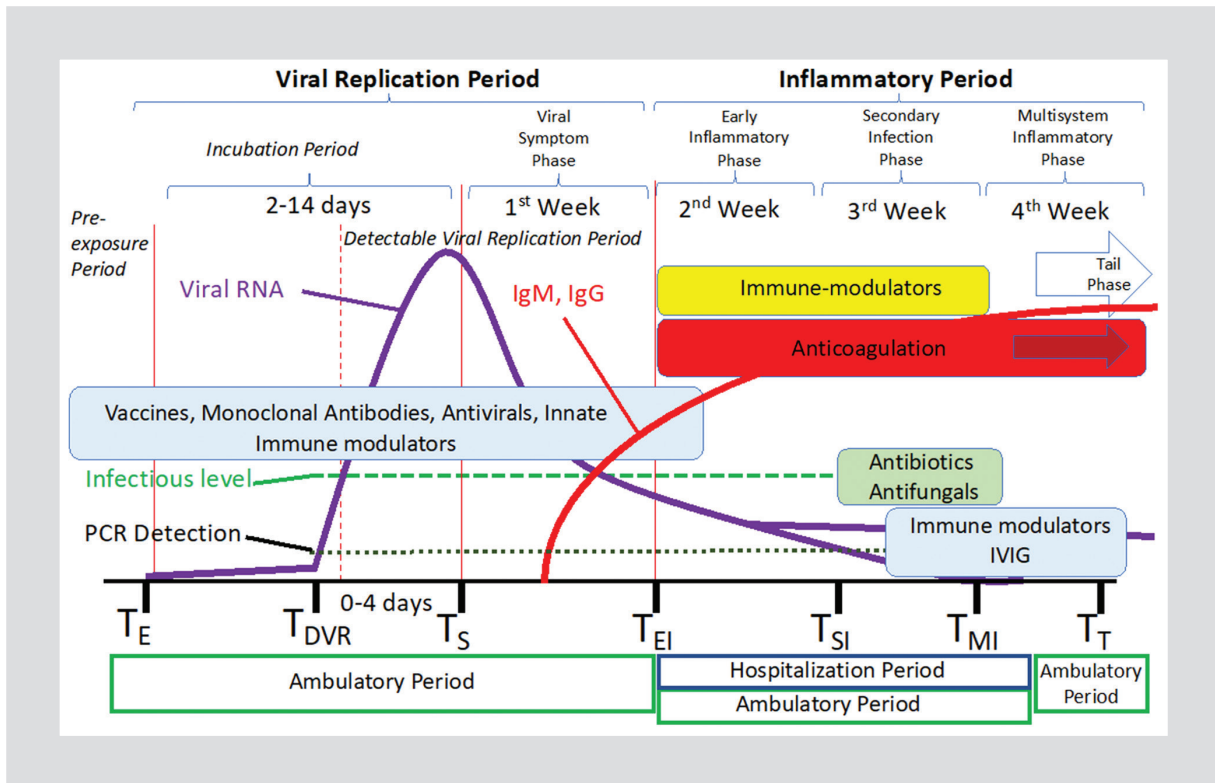 Viral Replication Period
Inflammatory Period
Incubation Period
Viral
Symptom
Phase
Early
Inflammatory
Phase
Secondary
Infection
Phase
Multisystem
Inflammatory
Phase
2-14 days
1st Week
2nd Week
3rd Week
4th Week
Pre-
exposure
Period
Detectable Viral Replication Period
Tail
Phase
Viral RNA
IgM, IgG
Immune-modulators
Anticoagulation
Vaccines, Monoclonal Antibodies, Antivirals, Innate
Immune modulators
Infectious level
Antibiotics
Antifungals
PCR Detection
Immune modulators
IVIG
0-4 days
TE
TDVR
TS
TEI
TSI
TMI
TT
Ambulatory Period
Hospitalization Period
Ambulatory Period
Ambulatory
Period